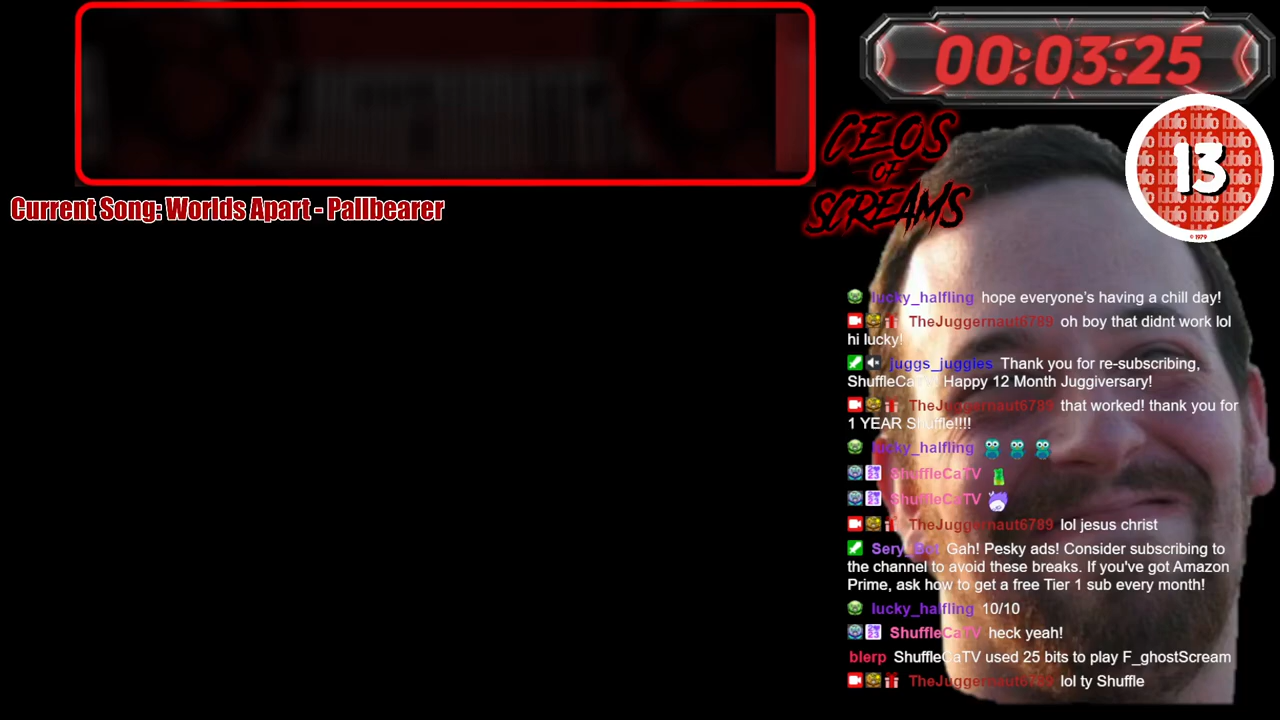 00:03:25
CEOS
OF
SCREAMS
13
© 1979
Current Song: Worlds Apart - Pallbearer
lucky_halfling hope everyone's having a chill day!
TheJuggernaut6789 oh boy that didnt work lol
hi lucky!
juggs_juggies Thank you for re-subscribing,
ShuffleCaTV! Happy 12 Month Juggiversary!
TheJuggernaut6789 that worked! thank you for
1 YEAR Shuffle!!!!
lucky_halfling
ShuffleCaTV
ShuffleCaTV
TheJuggernaut6789 lol jesus christ
Sery_Bot Gah! Pesky ads! Consider subscribing to
the channel to avoid these breaks. If you've got Amazon
Prime, ask how to get a free Tier 1 sub every month!
lucky_halfling 10/10
ShuffleCaTV heck yeah!
blerp ShuffleCaTV used 25 bits to play F_ghostScream
TheJuggernaut6789 lol ty Shuffle